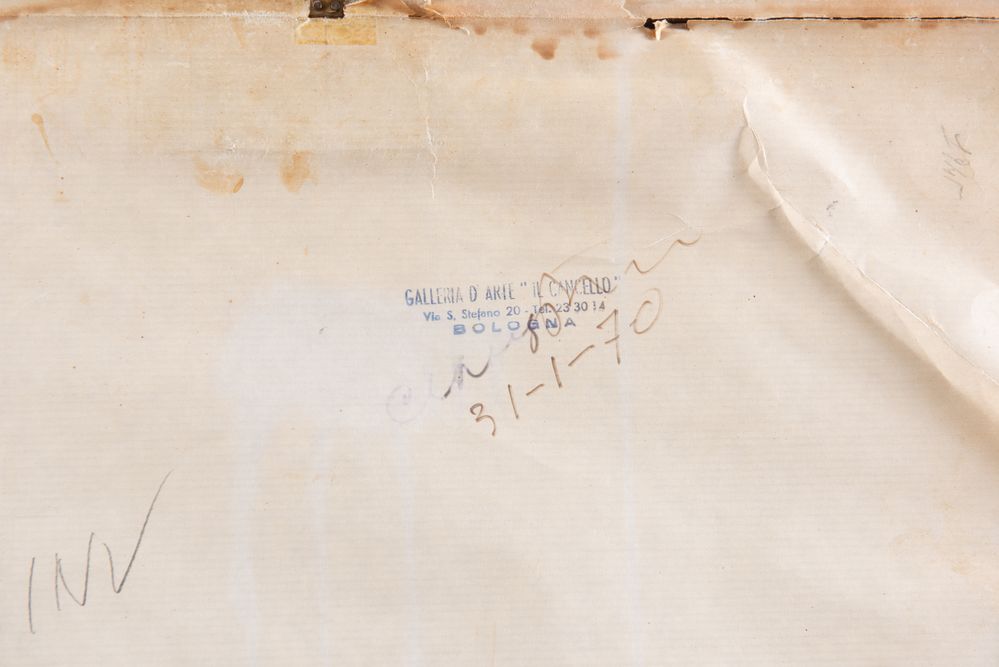 GALLERIA D' ARTE " IL CANCELLO "
Via S. Stefano 20 - Tel. 23 30 14
BOLOGNA
31-1-70
INV